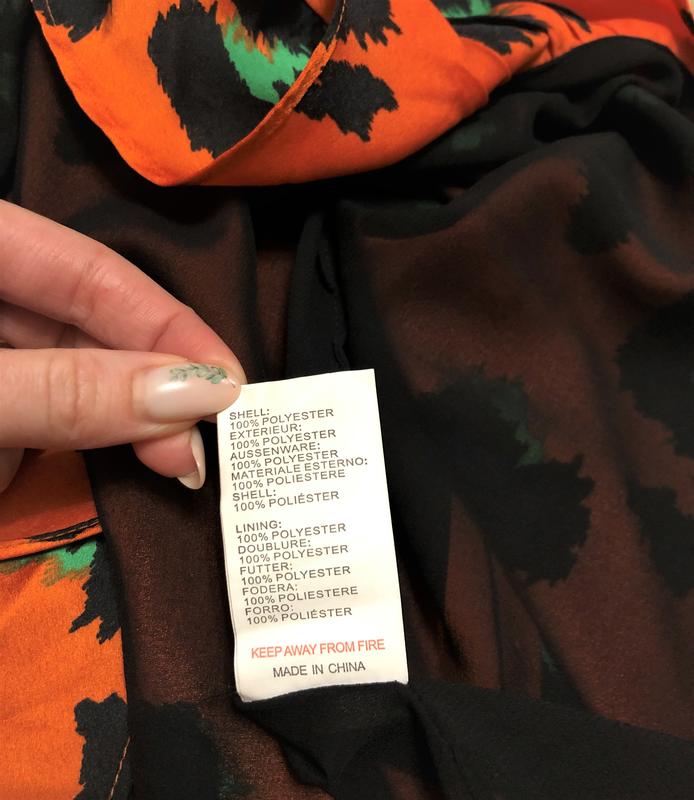 SHELL:
100% POLYESTER
EXTERIEUR:
100% POLYESTER
AUSSENWARE:
100% POLYESTER
MATERIALE ESTERNO:
100% POLIESTERE
SHELL:
100% POLIÉSTER
LINING:
100% POLYESTER
DOUBLURE:
100% POLYESTER
FUTTER:
100% POLYESTER
FODERA:
100% POLIESTERE
FORRO:
100% POLIÉSTER
KEEP AWAY FROM FIRE
MADE IN CHINA